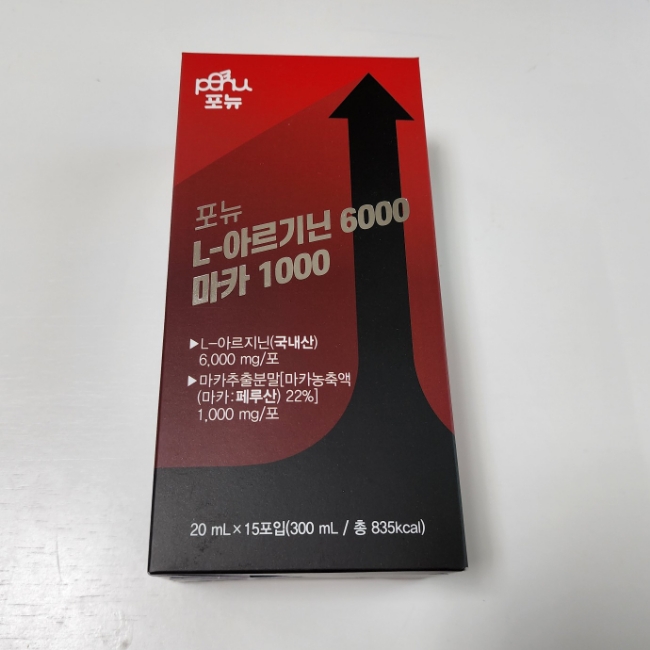 ponu
포뉴
포뉴
L-아르기닌 6000
마카 1000
▶L-아르지닌(국내산)
6,000 mg/포
▶마카추출분말[마카농축액
(마카:페루산) 22%]
1,000 mg/포
20 mL×15포입(300 mL / 총 835kcal)